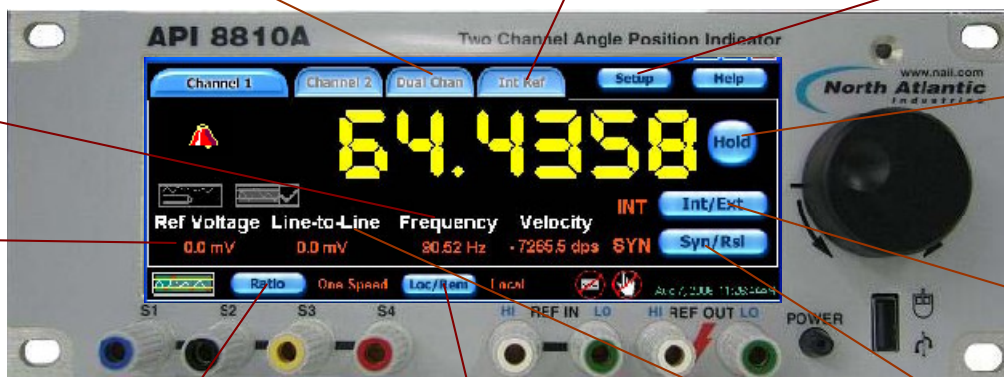 API 8810A
Two Channel Angle Position Indicator
Channel 1 Channel 2 Dual Chan Int Ref Setup Help
www.naii.com
North Atlantic
Industries
64.4358
Hold
INT Int/Ext
Ref Voltage Line-to-Line Frequency Velocity
0.0 mV 0.0 mV 90.52 Hz -7265.5 dps SYN Syn/Rsl
Ratio One Speed Loc/Rem Local
S1 S2 S3 S4 HI REF IN LO HI REF OUT LO POWER